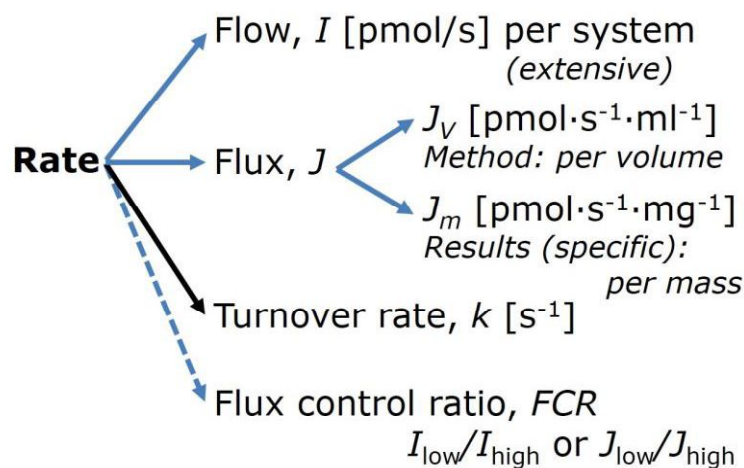 Flow, I [pmol/s] per system
(extensive)
J_V [pmol·s⁻¹·ml⁻¹]
Rate
Flux, J
Method: per volume
J_m [pmol·s⁻¹·mg⁻¹]
Results (specific):
per mass
Turnover rate, k [s⁻¹]
Flux control ratio, FCR
I_low/I_high or J_low/J_high